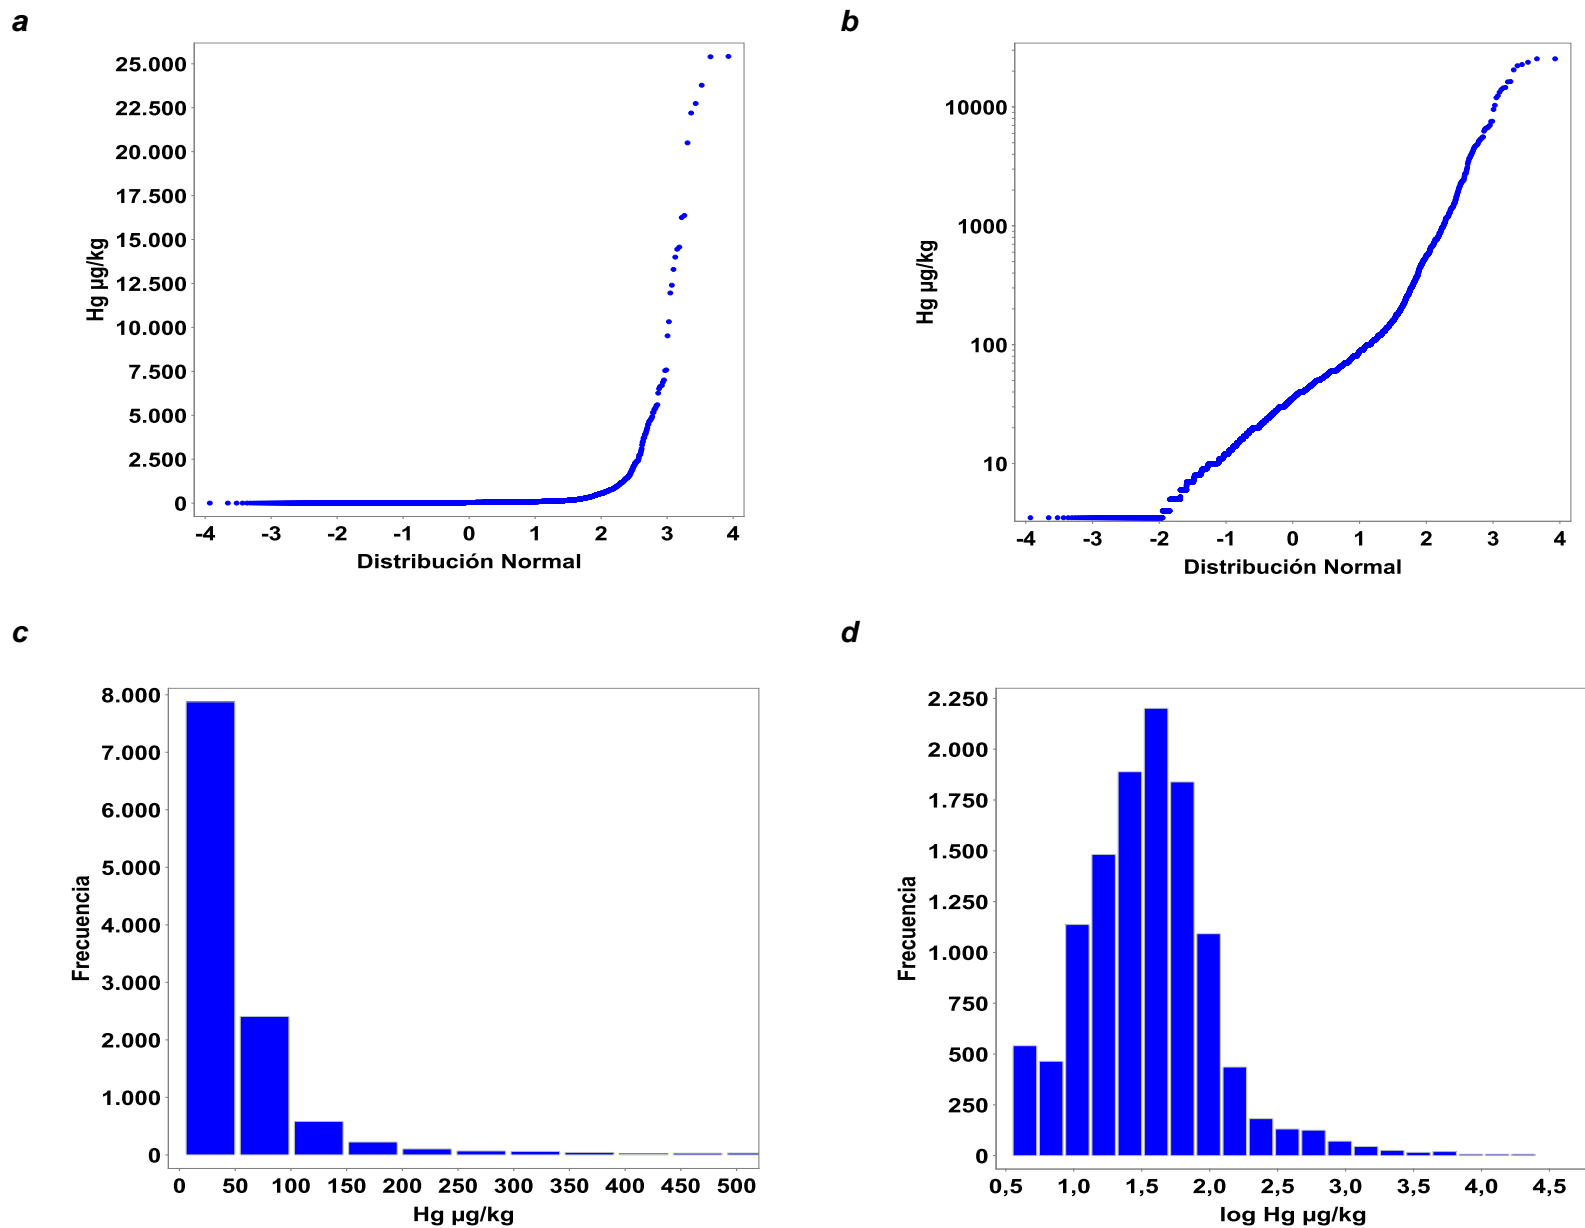 a
25.000
22.500
20.000
17.500
15.000
12.500
10.000
7.500
5.000
2.500
0
Hg µg/kg
-4 -3 -2 -1 0 1 2 3 4
Distribución Normal
b
10000
1000
100
10
Hg µg/kg
-4 -3 -2 -1 0 1 2 3 4
Distribución Normal
c
8.000
7.000
6.000
5.000
4.000
3.000
2.000
1.000
0
Frecuencia
0 50 100 150 200 250 300 350 400 450 500
Hg µg/kg
d
2.250
2.000
1.750
1.500
1.250
1.000
750
500
250
0
Frecuencia
0,5 1,0 1,5 2,0 2,5 3,0 3,5 4,0 4,5
log Hg µg/kg